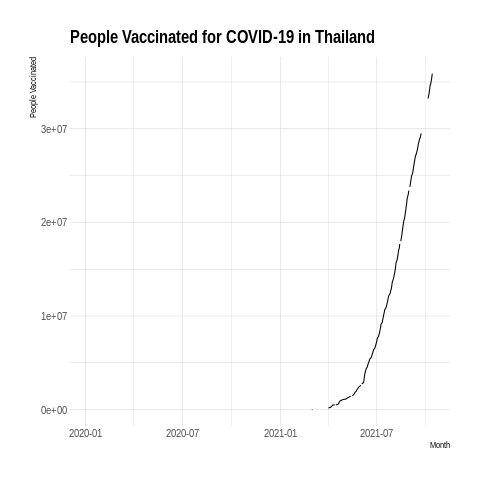 People Vaccinated for COVID-19 in Thailand
People Vaccinated
3e+07
2e+07
1e+07
0e+00
2020-01 2020-07 2021-01 2021-07
Month